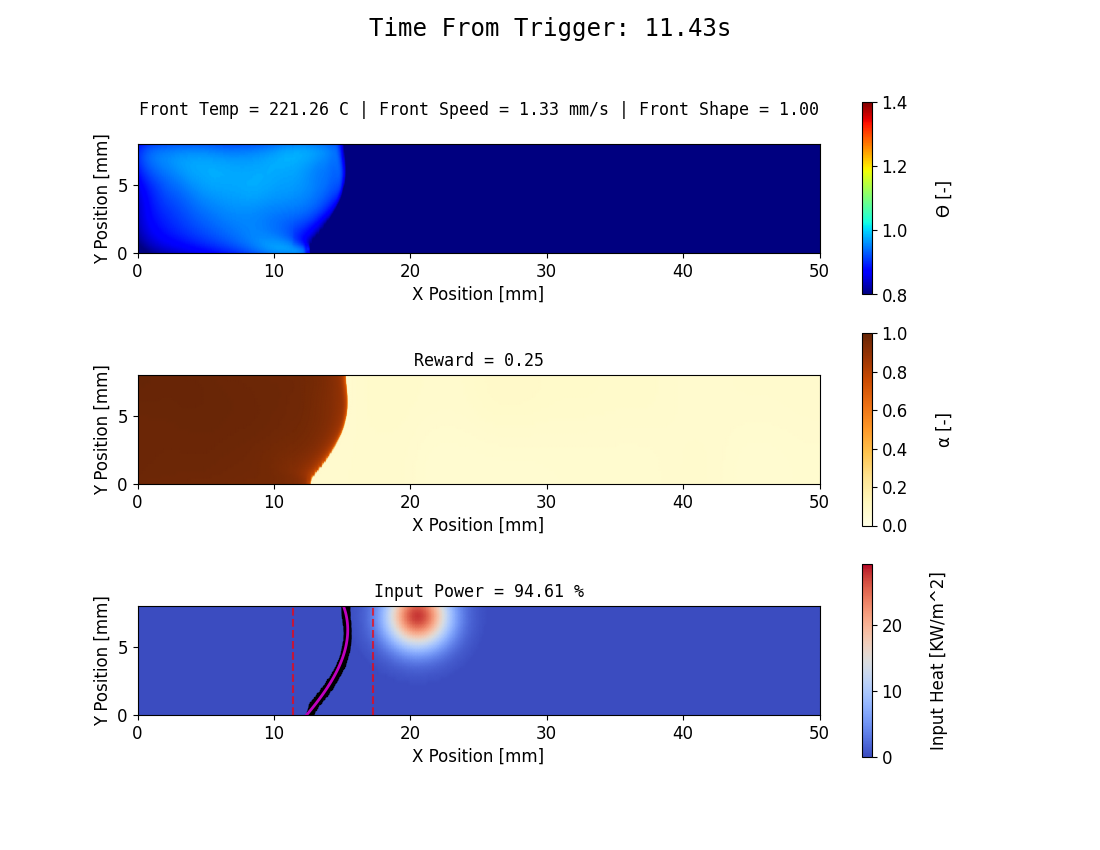 Time From Trigger: 11.43s
Front Temp = 221.26 C | Front Speed = 1.33 mm/s | Front Shape = 1.00
Y Position [mm]
5
0
0 10 20 30 40 50
X Position [mm]
1.4
1.2
1.0
0.8
Θ [-]
Reward = 0.25
Y Position [mm]
5
0
0 10 20 30 40 50
X Position [mm]
1.0
0.8
0.6
0.4
0.2
0.0
α [-]
Input Power = 94.61 %
Y Position [mm]
5
0
0 10 20 30 40 50
X Position [mm]
20
10
0
Input Heat [KW/m^2]